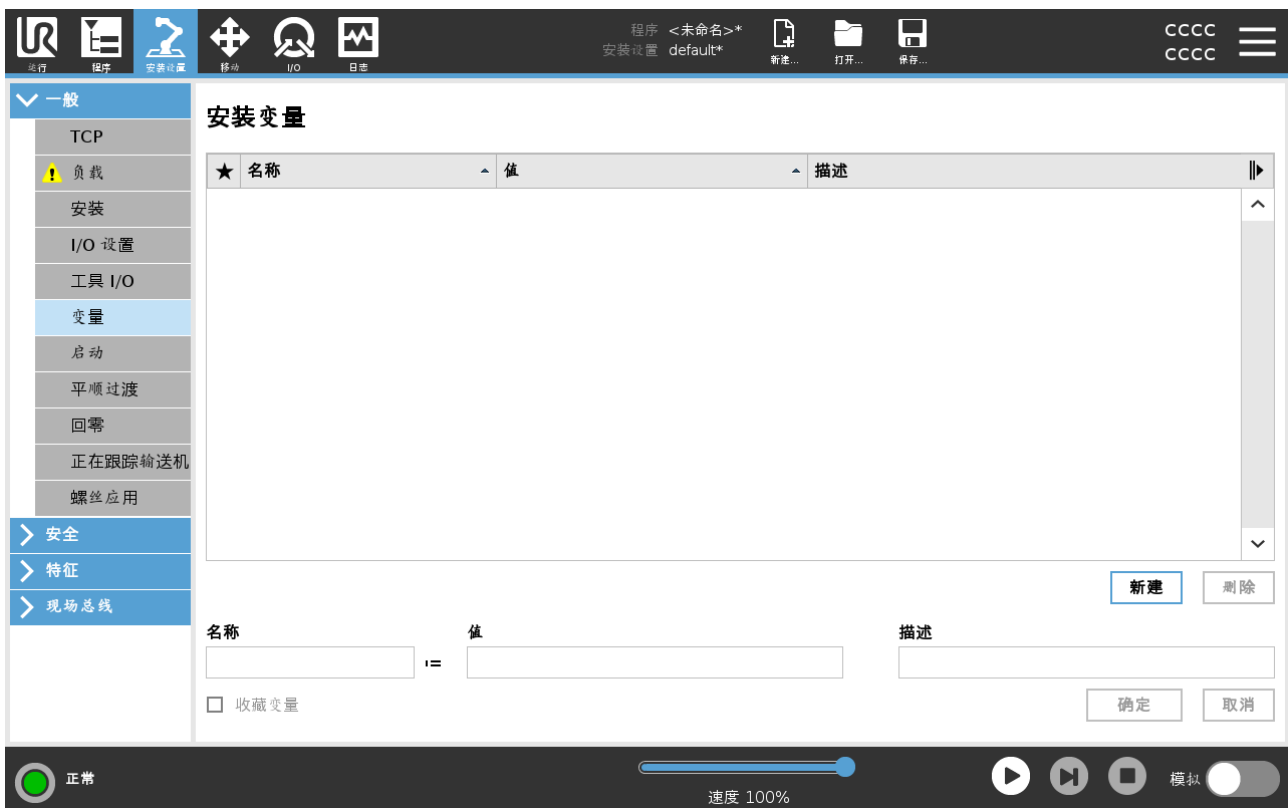 程序 <未命名>*
安装设置 default*
CCCC
CCCC
运行 程序 安装设置 移动 I/O 日志 新建... 打开... 保存...
一般
TCP
负载
安装
I/O 设置
工具 I/O
变量
启动
平顺过渡
回零
正在跟踪输送机
螺丝应用
安全
特征
现场总线
安装变量
★ 名称 值 描述
新建 删除
名称 值 描述
:=
收藏变量 确定 取消
正常
速度 100%
模拟